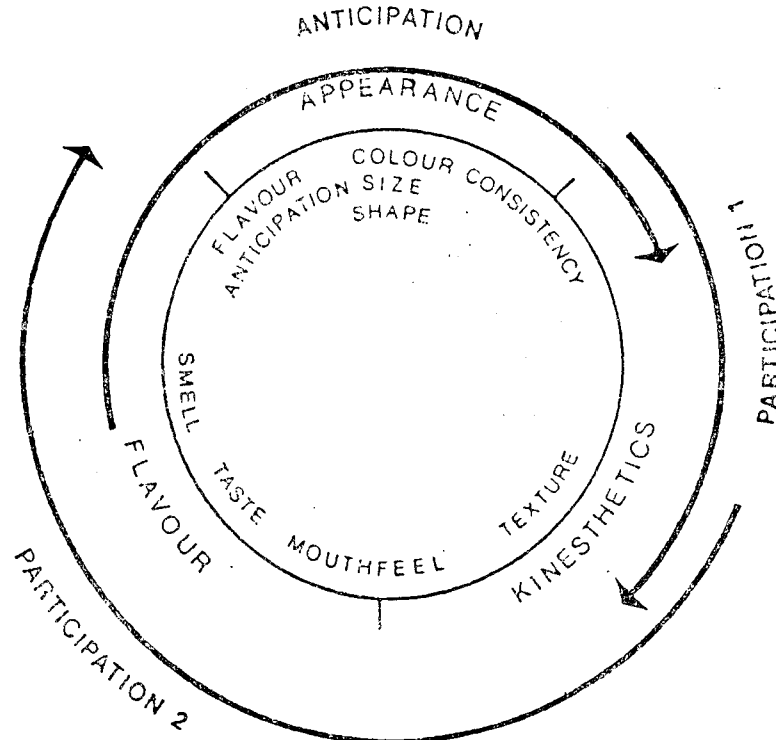 ANTICIPATION
APPEARANCE
FLAVOUR
ANTICIPATION
COLOUR
SIZE
SHAPE
CONSISTENCY
PARTICIPATION 1
SMELL
TASTE
MOUTHFEEL
TEXTURE
KINESTHETICS
FLAVOUR
PARTICIPATION 2